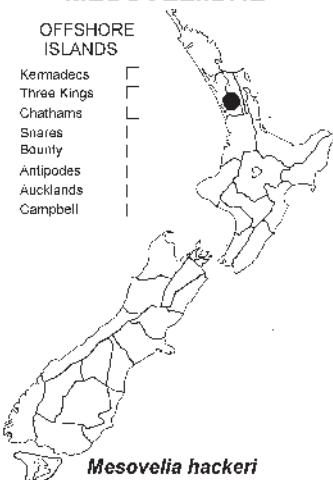 OFFSHORE
ISLANDS
Kermadecs
Three Kings
Chathams
Snares
Bounty
Antipodes
Aucklands
Campbell
Mesovelia hackeri